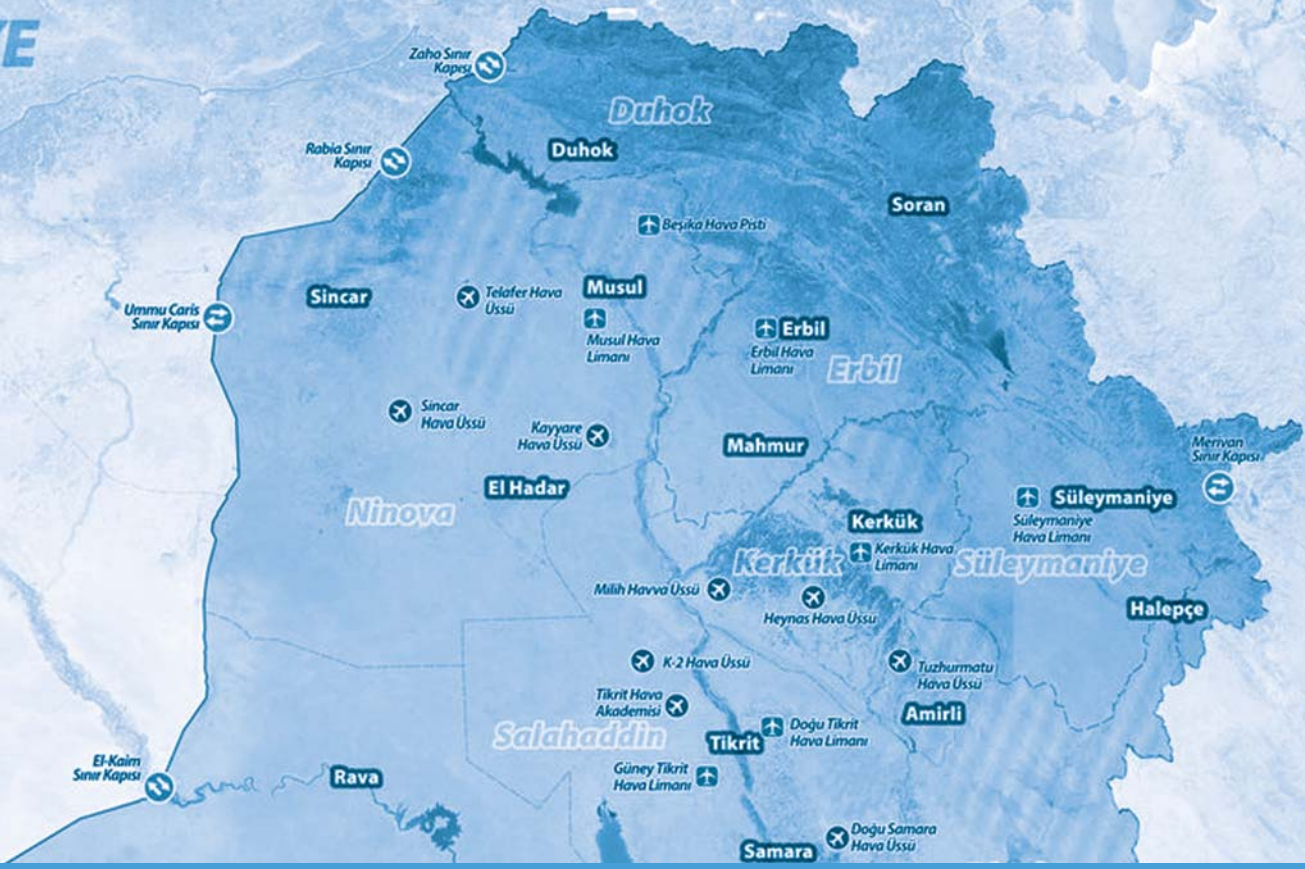 YE
Zaho Sınır
Kapısı
Duhok
Duhok
Rabia Sınır
Kapısı
Soran
Beşika Hava Pisti
Sincar
Telafer Hava
Üssü
Musul
Musul Hava
Limanı
Ummu Caris
Sınır Kapısı
Erbil
Erbil Hava
Limanı
Erbil
Sincar
Hava Üssü
Kayyare
Hava Üssü
Mahmur
Merivan
Sınır Kapısı
El Hadar
Ninova
Süleymaniye
Süleymaniye
Hava Limanı
Kerkük
Kerkük Hava
Limanı
Kerkük
Süleymaniye
Milih Havva Üssü
Heynas Hava Üssü
Halepçe
K-2 Hava Üssü
Tuzhurmatu
Hava Üssü
Tikrit Hava
Akademisi
Amirli
Salahaddin
Tikrit
Doğu Tikrit
Hava Limanı
El-Kaim
Sınır Kapısı
Rava
Güney Tikrit
Hava Limanı
Samara
Doğu Samara
Hava Üssü